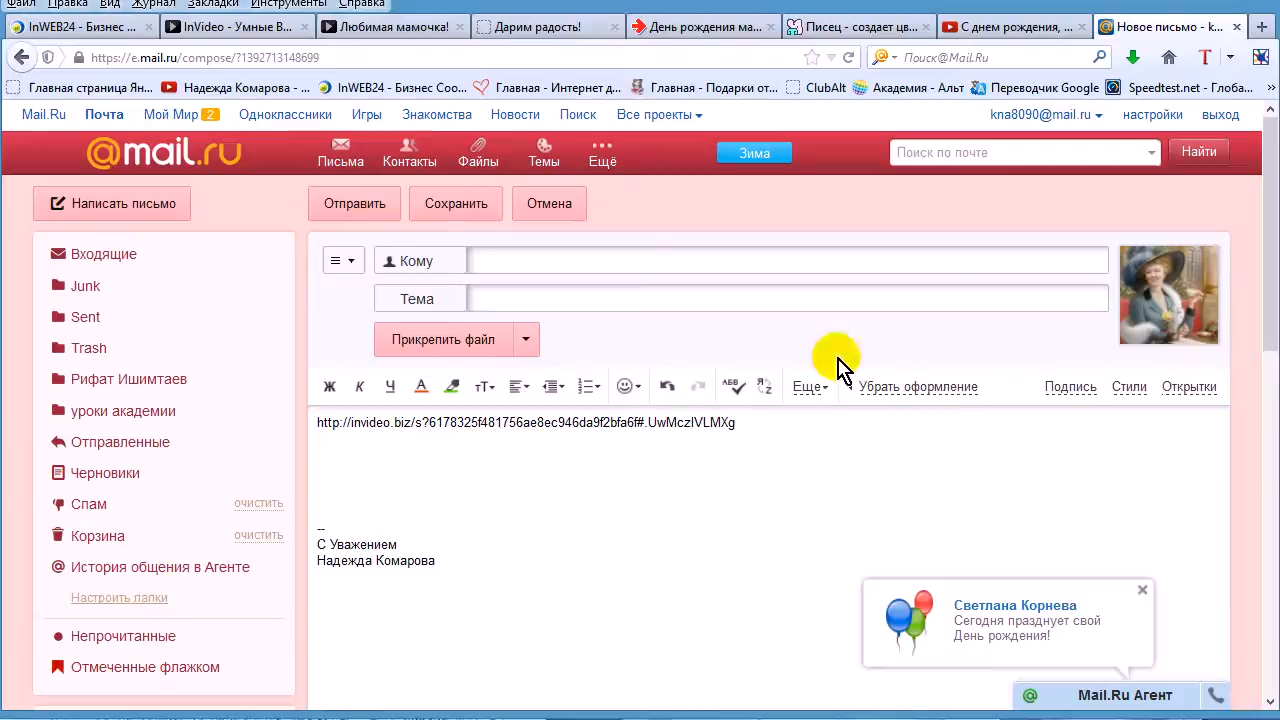 Файл Правка Вид Журнал Закладки Инструменты Справка
InWEB24 - Бизнес ... InVideo - Умные В... Любимая мамочка! Дарим радость! День рождения ма... Писец - создает цв... С днем рождения, ... Новое письмо - k...
https://e.mail.ru/compose/?1392713148699 Поиск@Mail.Ru
Главная страница Ян... Надежда Комарова - ... InWEB24 - Бизнес Соо... Главная - Интернет д... Главная - Подарки от... ClubAlt Академия - Альт Переводчик Google Speedtest.net - Глоба...
Mail.Ru Почта Мой Мир 2 Одноклассники Игры Знакомства Новости Поиск Все проекты kna8090@mail.ru настройки выход
@mail.ru Письма Контакты Файлы Темы Ещё Зима Поиск по почте Найти
Написать письмо Отправить Сохранить Отмена
Входящие
Junk
Sent
Trash
Рифат Ишимтаев
уроки академии
Отправленные
Черновики
Спам очистить
Корзина очистить
История общения в Агенте
Настроить папки
Непрочитанные
Отмеченные флажком
Кому
Тема
Прикрепить файл
Ж К Ч А тТ АБВ Еще Убрать оформление Подпись Стили Открытки
http://invideo.biz/s?6178325f481756ae8ec946da9f2bfa6f#.UwMczIVLMXg
--
С Уважением
Надежда Комарова
Светлана Корнева
Сегодня празднует свой
День рождения!
Mail.Ru Агент